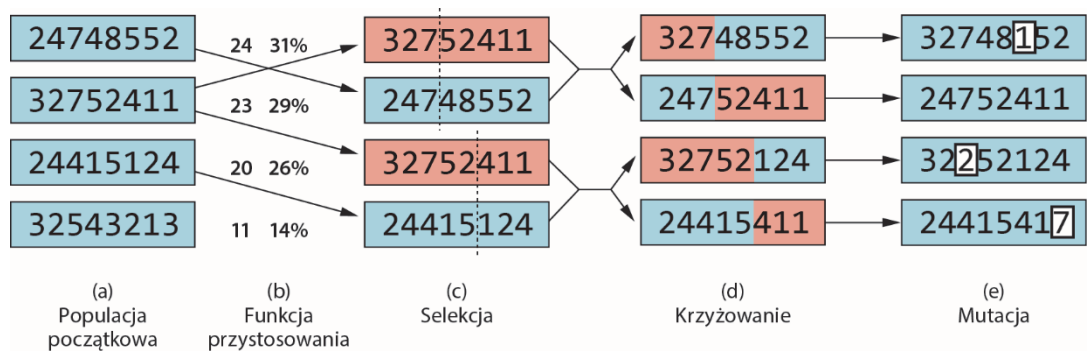 24748552
24 31%
32752411
32748552
32748152
32752411
23 29%
24748552
24752411
24752411
24415124
20 26%
32752411
32752124
32252124
32543213
11 14%
24415124
24415411
24415417
(a)
Populacja
początkowa
(b)
Funkcja
przystosowania
(c)
Selekcja
(d)
Krzyżowanie
(e)
Mutacja